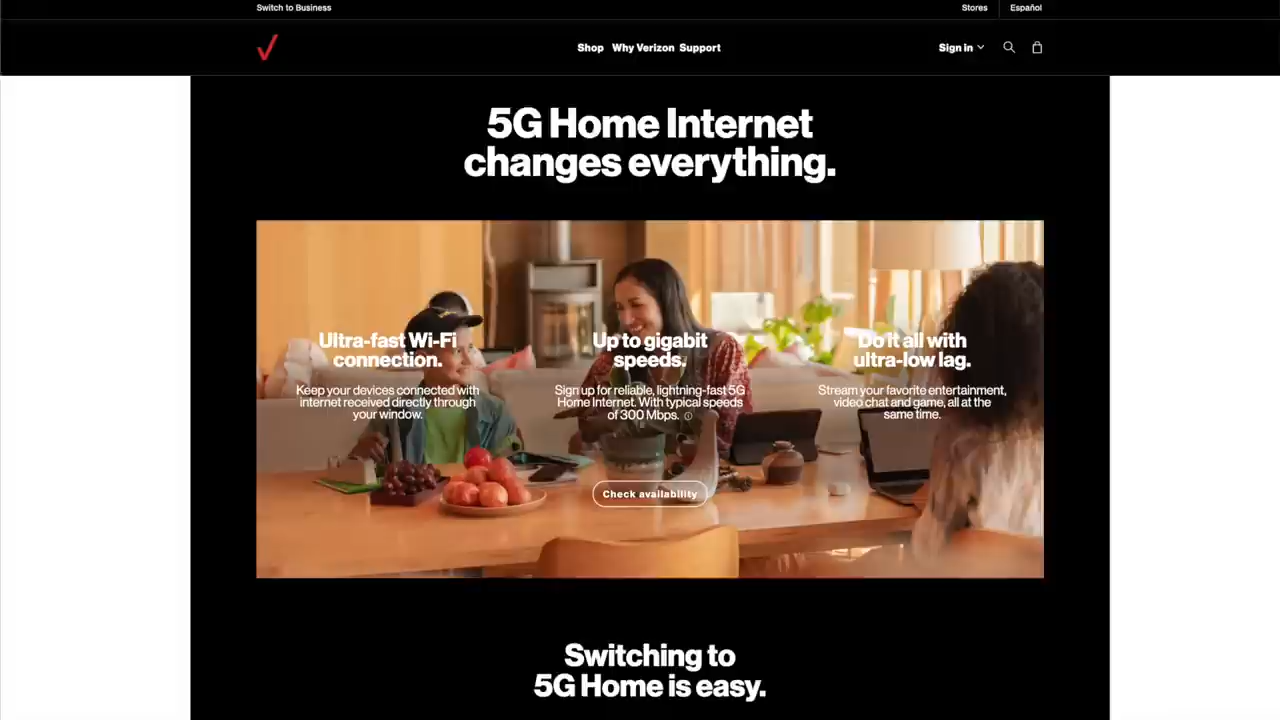 Switch to Business
Stores
Español
Shop
Why Verizon
Support
Sign in
5G Home Internet
changes everything.
Ultra-fast Wi-Fi
connection.
Keep your devices connected with
internet received directly through
your window.
Up to gigabit
speeds.
Sign up for reliable, lightning-fast 5G
Home Internet. With typical speeds
of 300 Mbps.
Do it all with
ultra-low lag.
Stream your favorite entertainment,
video chat and game, all at the
same time.
Check availability
Switching to
5G Home is easy.